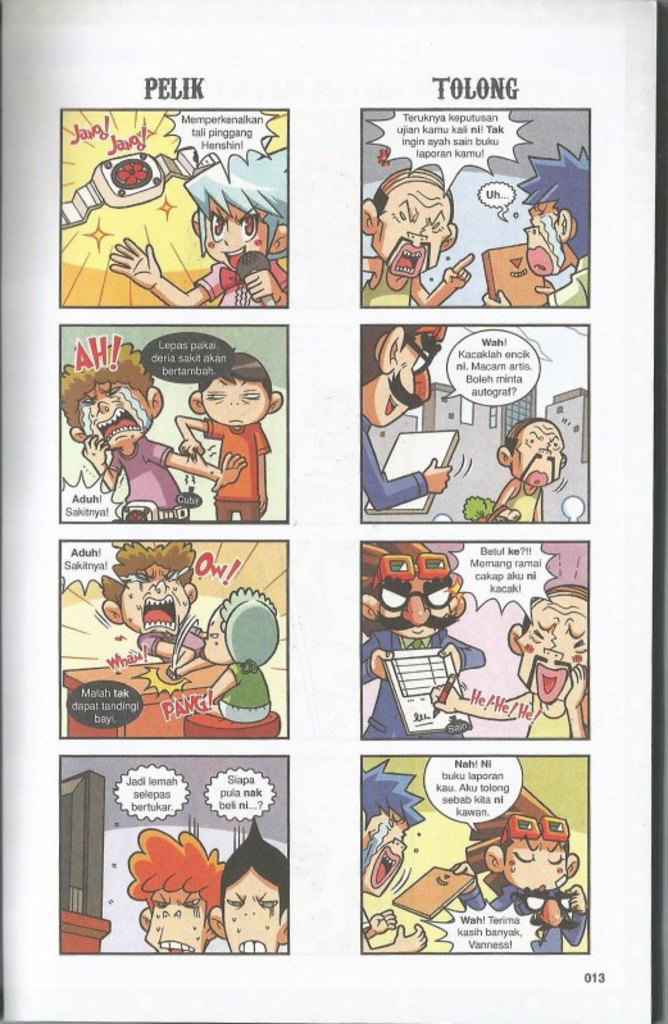 PELIK
Jang!
Jang!
Memperkenalkan
tali pinggang
Henshin!
AH!
Lepas pakai,
deria sakit akan
bertambah.
Aduh!
Sakitnya!
Cubit
Aduh!
Sakitnya!
OW!
Wham!
PANG!
Malah tak
dapat tandingi
bayi.
Jadi lemah
selepas
bertukar.
Siapa
pula nak
beli ni...?
TOLONG
Teruknya keputusan
ujian kamu kali ni! Tak
ingin ayah sain buku
laporan kamu!
Uh...
Wah!
Kacaklah encik
ni. Macam artis.
Boleh minta
autograf?
Betul ke?!!
Memang ramai
cakap aku ni
kacak!
He! He! He!
Sain
Nah! Ni
buku laporan
kau. Aku tolong
sebab kita ni
kawan.
Wah! Terima
kasih banyak,
Vanness!
013